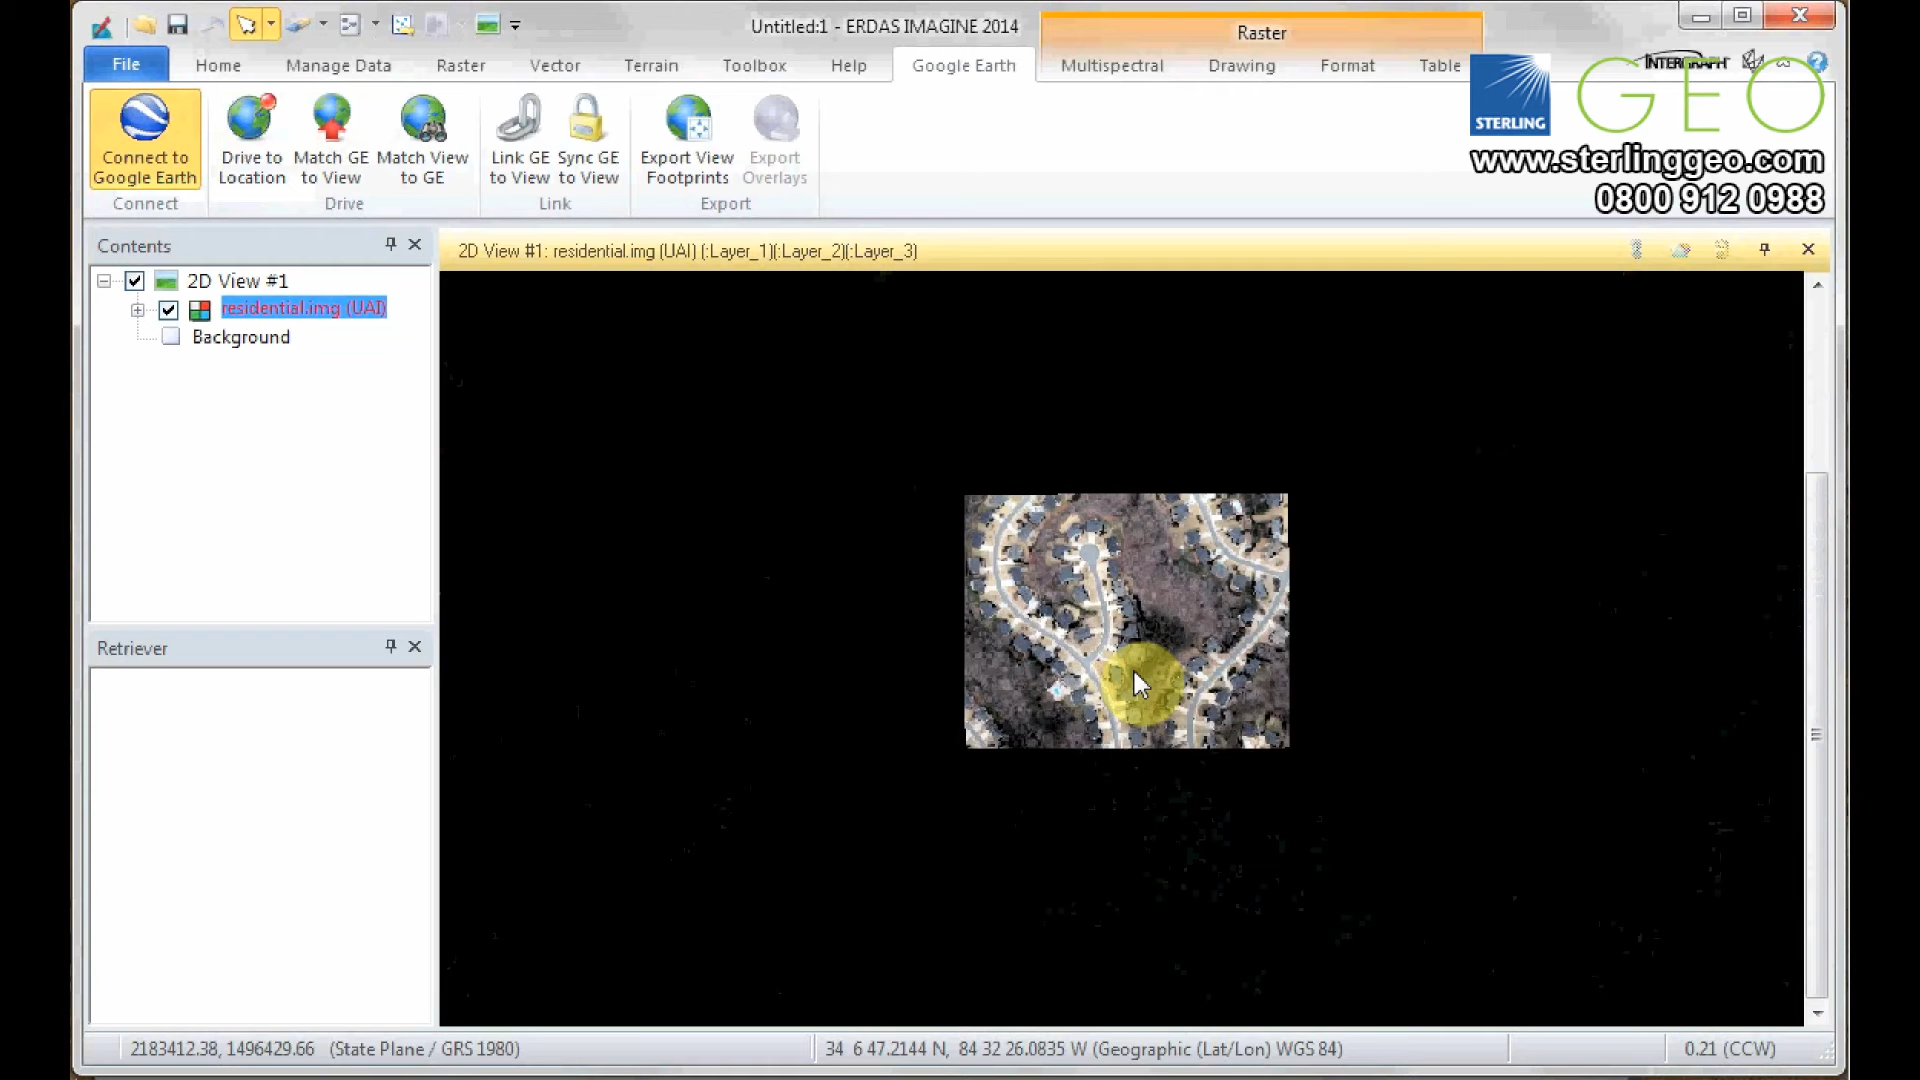 Untitled:1 - ERDAS IMAGINE 2014
Raster
File
Home
Manage Data
Raster
Vector
Terrain
Toolbox
Help
Google Earth
Multispectral
Drawing
Format
Table
INTERGRAPH
STERLING
GEO
www.sterlinggeo.com
0800 912 0988
Connect to
Google Earth
Drive to
Location
Match GE
to View
Match View
to GE
Link GE
to View
Sync GE
to View
Export View
Footprints
Export
Overlays
Connect
Drive
Link
Export
Contents
2D View #1
residential.img (UAI)
Background
Retriever
2D View #1: residential.img (UAI) (:Layer_1)(:Layer_2)(:Layer_3)
2183412.38, 1496429.66 (State Plane / GRS 1980)
34 6 47.2144 N, 84 32 26.0835 W (Geographic (Lat/Lon) WGS 84)
0.21 (CCW)